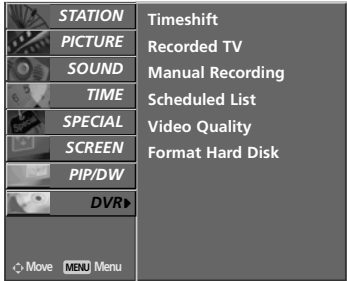 STATION
PICTURE
SOUND
TIME
SPECIAL
SCREEN
PIP/DW
DVR
Timeshift
Recorded TV
Manual Recording
Scheduled List
Video Quality
Format Hard Disk
Move MENU Menu